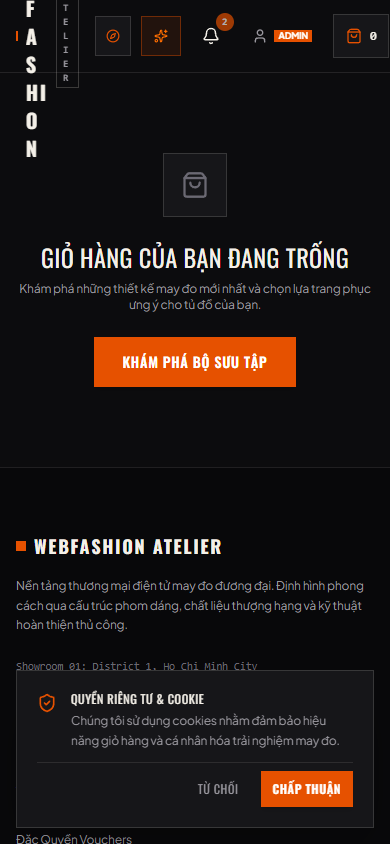 FASHION
TELIER
2
ADMIN
0
GIỎ HÀNG CỦA BẠN ĐANG TRỐNG
Khám phá những thiết kế may đo mới nhất và chọn lựa trang phục
ưng ý cho tủ đồ của bạn.
KHÁM PHÁ BỘ SƯU TẬP
WEBFASHION ATELIER
Nền tảng thương mại điện tử may đo đương đại. Định hình phong
cách qua cấu trúc phom dáng, chất liệu thượng hạng và kỹ thuật
hoàn thiện thủ công.
Showroom 01: District 1, Ho Chi Minh City
QUYỀN RIÊNG TƯ & COOKIE
Chúng tôi sử dụng cookies nhằm đảm bảo hiệu
năng giỏ hàng và cá nhân hóa trải nghiệm may đo.
TỪ CHỐI
CHẤP THUẬN
Đặc Quyền Vouchers